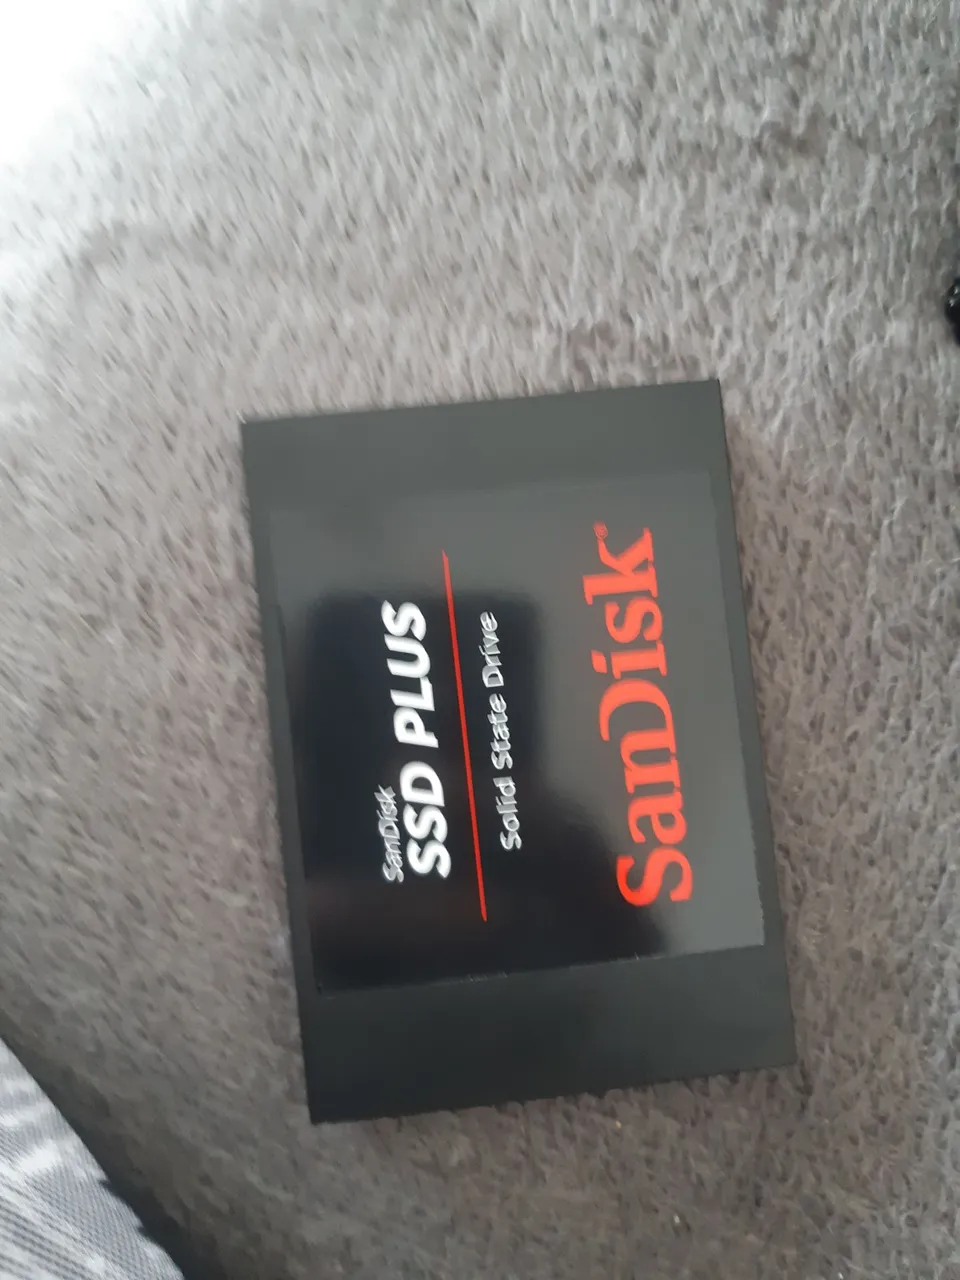 SanDisk
SSD PLUS
Solid State Drive
SanDisk®